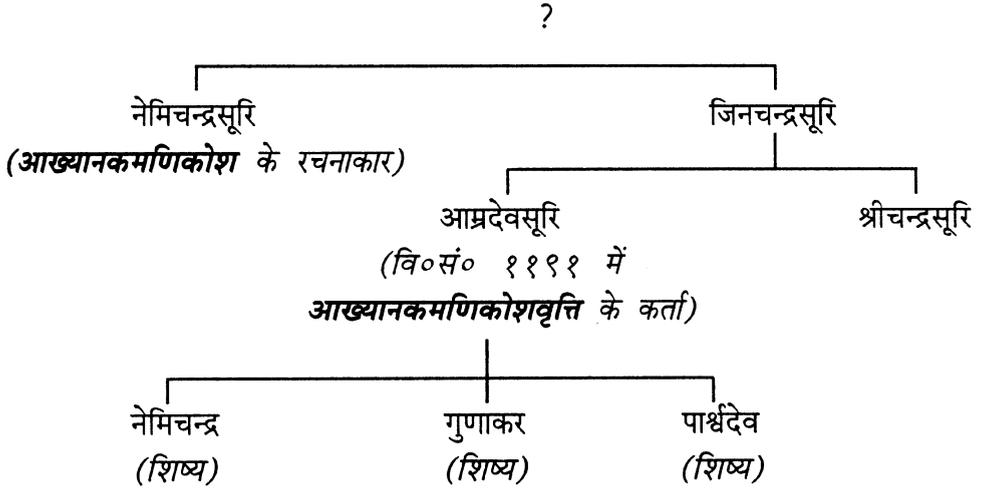 ?
नेमिचन्द्रसूरि जिनचन्द्रसूरि
(आख्यानकमणिकोश के रचनाकार)
आम्रदेवसूरि श्रीचन्द्रसूरि
(वि०सं० ११९१ में
आख्यानकमणिकोशवृत्ति के कर्ता)
नेमिचन्द्र गुणाकर पार्श्वदेव
(शिष्य) (शिष्य) (शिष्य)